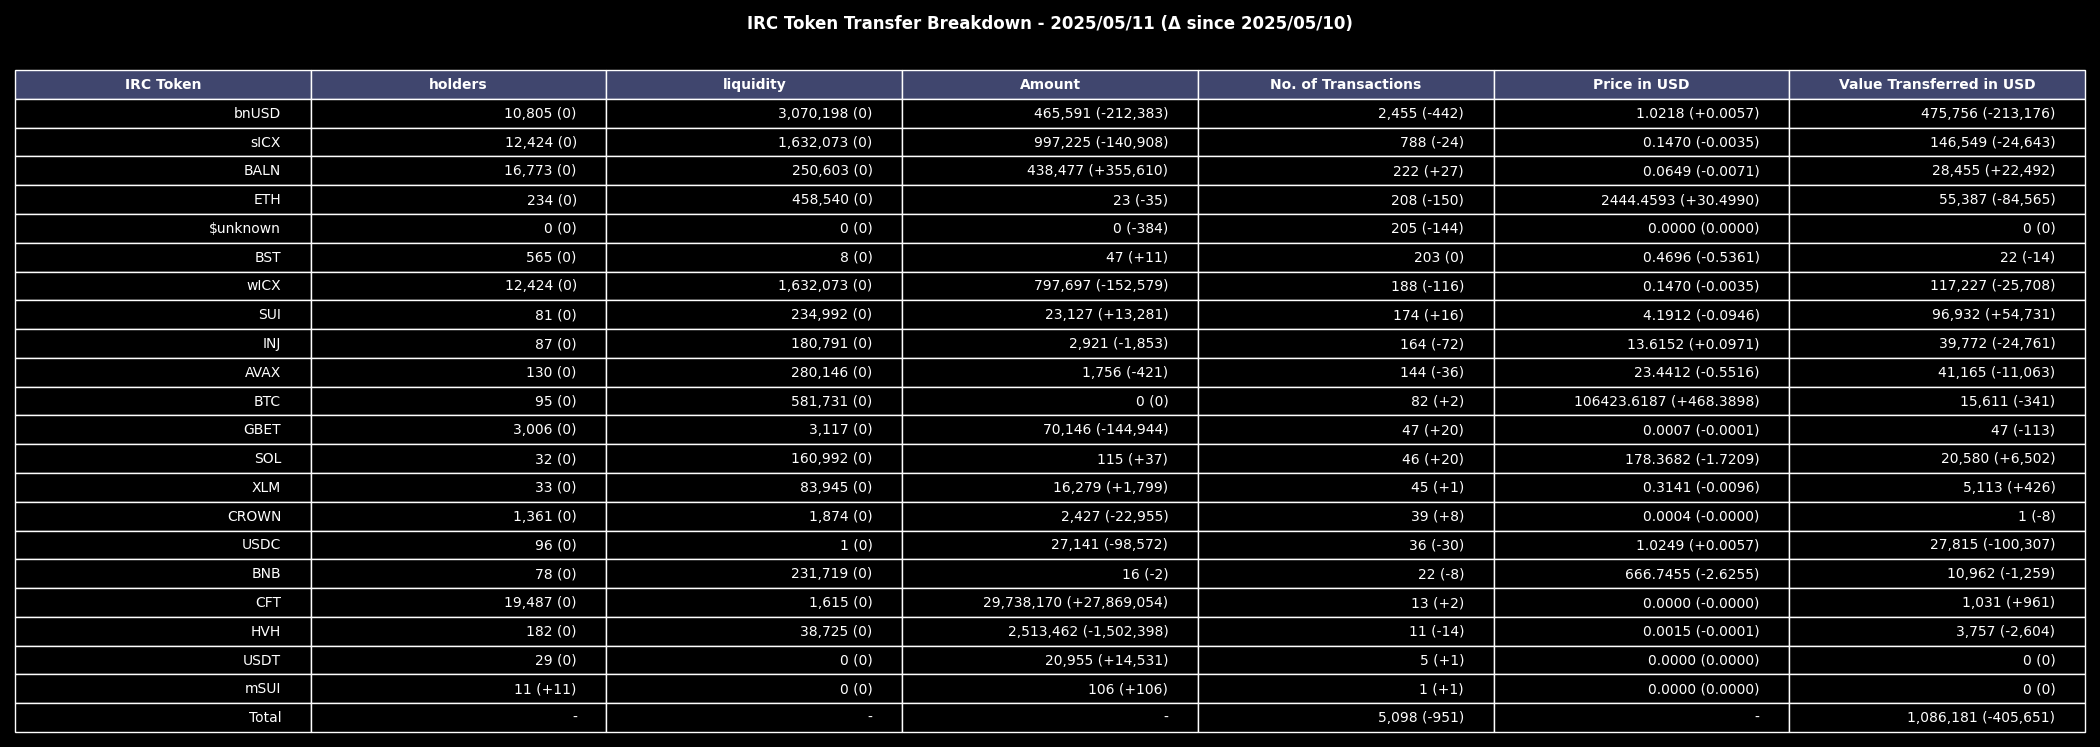 IRC Token Transfer Breakdown - 2025/05/11 (Δ since 2025/05/10)
IRC Token holders liquidity Amount No. of Transactions Price in USD Value Transferred in USD
bnUSD 10,805 (0) 3,070,198 (0) 465,591 (-212,383) 2,455 (-442) 1.0218 (+0.0057) 475,756 (-213,176)
sICX 12,424 (0) 1,632,073 (0) 997,225 (-140,908) 788 (-24) 0.1470 (-0.0035) 146,549 (-24,643)
BALN 16,773 (0) 250,603 (0) 438,477 (+355,610) 222 (+27) 0.0649 (-0.0071) 28,455 (+22,492)
ETH 234 (0) 458,540 (0) 23 (-35) 208 (-150) 2444.4593 (+30.4990) 55,387 (-84,565)
$unknown 0 (0) 0 (0) 0 (-384) 205 (-144) 0.0000 (0.0000) 0 (0)
BST 565 (0) 8 (0) 47 (+11) 203 (0) 0.4696 (-0.5361) 22 (-14)
wICX 12,424 (0) 1,632,073 (0) 797,697 (-152,579) 188 (-116) 0.1470 (-0.0035) 117,227 (-25,708)
SUI 81 (0) 234,992 (0) 23,127 (+13,281) 174 (+16) 4.1912 (-0.0946) 96,932 (+54,731)
INJ 87 (0) 180,791 (0) 2,921 (-1,853) 164 (-72) 13.6152 (+0.0971) 39,772 (-24,761)
AVAX 130 (0) 280,146 (0) 1,756 (-421) 144 (-36) 23.4412 (-0.5516) 41,165 (-11,063)
BTC 95 (0) 581,731 (0) 0 (0) 82 (+2) 106423.6187 (+468.3898) 15,611 (-341)
GBET 3,006 (0) 3,117 (0) 70,146 (-144,944) 47 (+20) 0.0007 (-0.0001) 47 (-113)
SOL 32 (0) 160,992 (0) 115 (+37) 46 (+20) 178.3682 (-1.7209) 20,580 (+6,502)
XLM 33 (0) 83,945 (0) 16,279 (+1,799) 45 (+1) 0.3141 (-0.0096) 5,113 (+426)
CROWN 1,361 (0) 1,874 (0) 2,427 (-22,955) 39 (+8) 0.0004 (-0.0000) 1 (-8)
USDC 96 (0) 1 (0) 27,141 (-98,572) 36 (-30) 1.0249 (+0.0057) 27,815 (-100,307)
BNB 78 (0) 231,719 (0) 16 (-2) 22 (-8) 666.7455 (-2.6255) 10,962 (-1,259)
CFT 19,487 (0) 1,615 (0) 29,738,170 (+27,869,054) 13 (+2) 0.0000 (-0.0000) 1,031 (+961)
HVH 182 (0) 38,725 (0) 2,513,462 (-1,502,398) 11 (-14) 0.0015 (-0.0001) 3,757 (-2,604)
USDT 29 (0) 0 (0) 20,955 (+14,531) 5 (+1) 0.0000 (0.0000) 0 (0)
mSUI 11 (+11) 0 (0) 106 (+106) 1 (+1) 0.0000 (0.0000) 0 (0)
Total - - - 5,098 (-951) - 1,086,181 (-405,651)